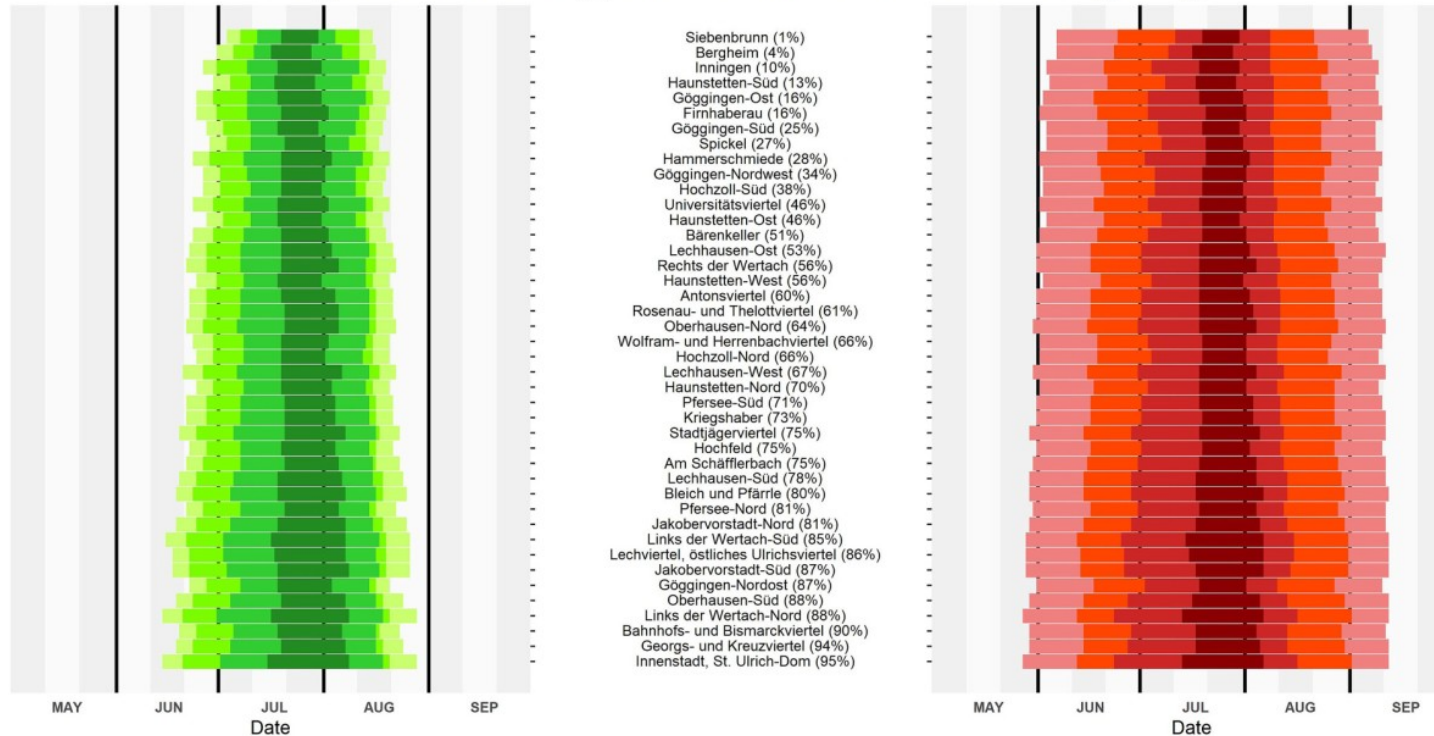 Siebenbrunn (1%)
Bergheim (4%)
Inningen (10%)
Haunstetten-Süd (13%)
Göggingen-Ost (16%)
Firnhaberau (16%)
Göggingen-Süd (25%)
Spickel (27%)
Hammerschmiede (28%)
Göggingen-Nordwest (34%)
Hochzoll-Süd (38%)
Universitätsviertel (46%)
Haunstetten-Ost (46%)
Bärenkeller (51%)
Lechhausen-Ost (53%)
Rechts der Wertach (56%)
Haunstetten-West (56%)
Antonsviertel (60%)
Rosenau- und Thelottviertel (61%)
Oberhausen-Nord (64%)
Wolfram- und Herrenbachviertel (66%)
Hochzoll-Nord (66%)
Lechhausen-West (67%)
Haunstetten-Nord (70%)
Pfersee-Süd (71%)
Kriegshaber (73%)
Stadtjägerviertel (75%)
Hochfeld (75%)
Am Schäfflerbach (75%)
Lechhausen-Süd (78%)
Bleich und Pfärrle (80%)
Pfersee-Nord (81%)
Jakobervorstadt-Nord (81%)
Links der Wertach-Süd (85%)
Lechviertel, östliches Ulrichsviertel (86%)
Jakobervorstadt-Süd (87%)
Göggingen-Nordost (87%)
Oberhausen-Süd (88%)
Links der Wertach-Nord (88%)
Bahnhofs- und Bismarckviertel (90%)
Georgs- und Kreuzviertel (94%)
Innenstadt, St. Ulrich-Dom (95%)
MAY JUN JUL AUG SEP
Date
MAY JUN JUL AUG SEP
Date